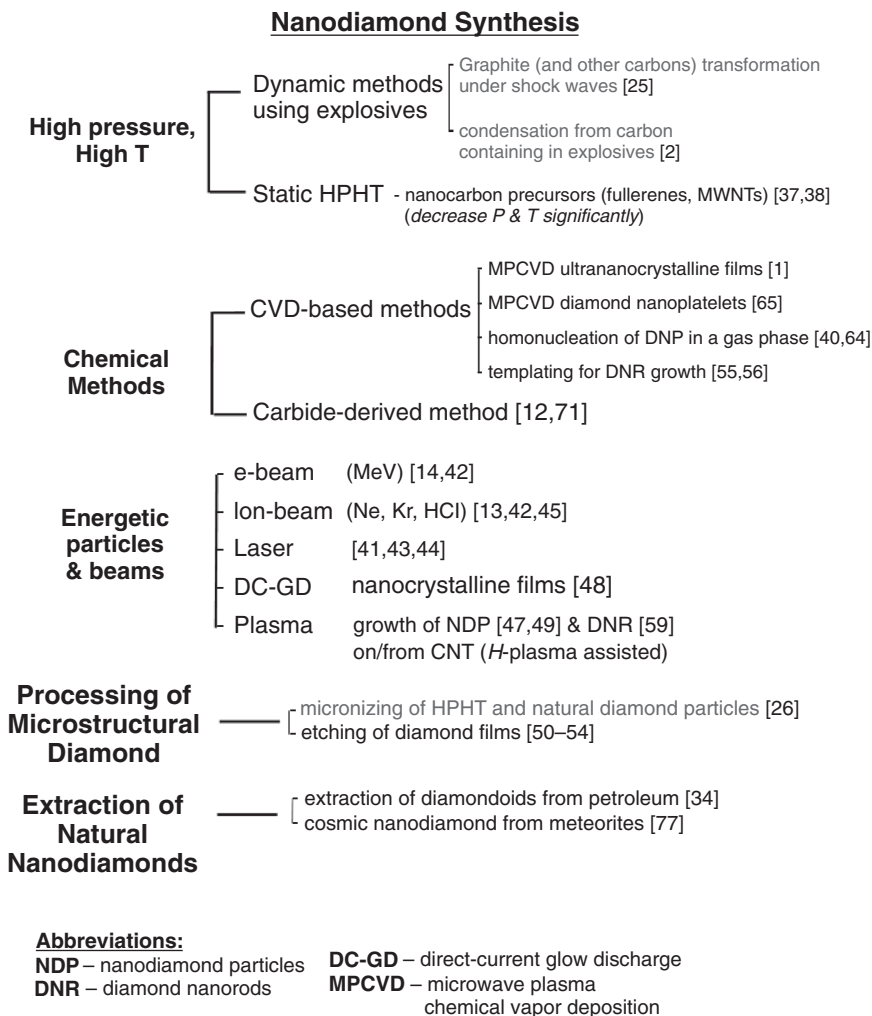 Nanodiamond Synthesis
High pressure,
High T
Dynamic methods
using explosives
Graphite (and other carbons) transformation
under shock waves [25]
condensation from carbon
containing in explosives [2]
Static HPHT - nanocarbon precursors (fullerenes, MWNTs) [37,38]
(decrease P & T significantly)
Chemical
Methods
CVD-based methods
MPCVD ultrananocrystalline films [1]
MPCVD diamond nanoplatelets [65]
homonucleation of DNP in a gas phase [40,64]
templating for DNR growth [55,56]
Carbide-derived method [12,71]
Energetic
particles
& beams
e-beam (MeV) [14,42]
Ion-beam (Ne, Kr, HCI) [13,42,45]
Laser [41,43,44]
DC-GD nanocrystalline films [48]
Plasma growth of NDP [47,49] & DNR [59]
on/from CNT (H-plasma assisted)
Processing of
Microstructural
Diamond
micronizing of HPHT and natural diamond particles [26]
etching of diamond films [50–54]
Extraction of
Natural
Nanodiamonds
extraction of diamondoids from petroleum [34]
cosmic nanodiamond from meteorites [77]
Abbreviations:
NDP – nanodiamond particles
DNR – diamond nanorods
DC-GD – direct-current glow discharge
MPCVD – microwave plasma
chemical vapor deposition